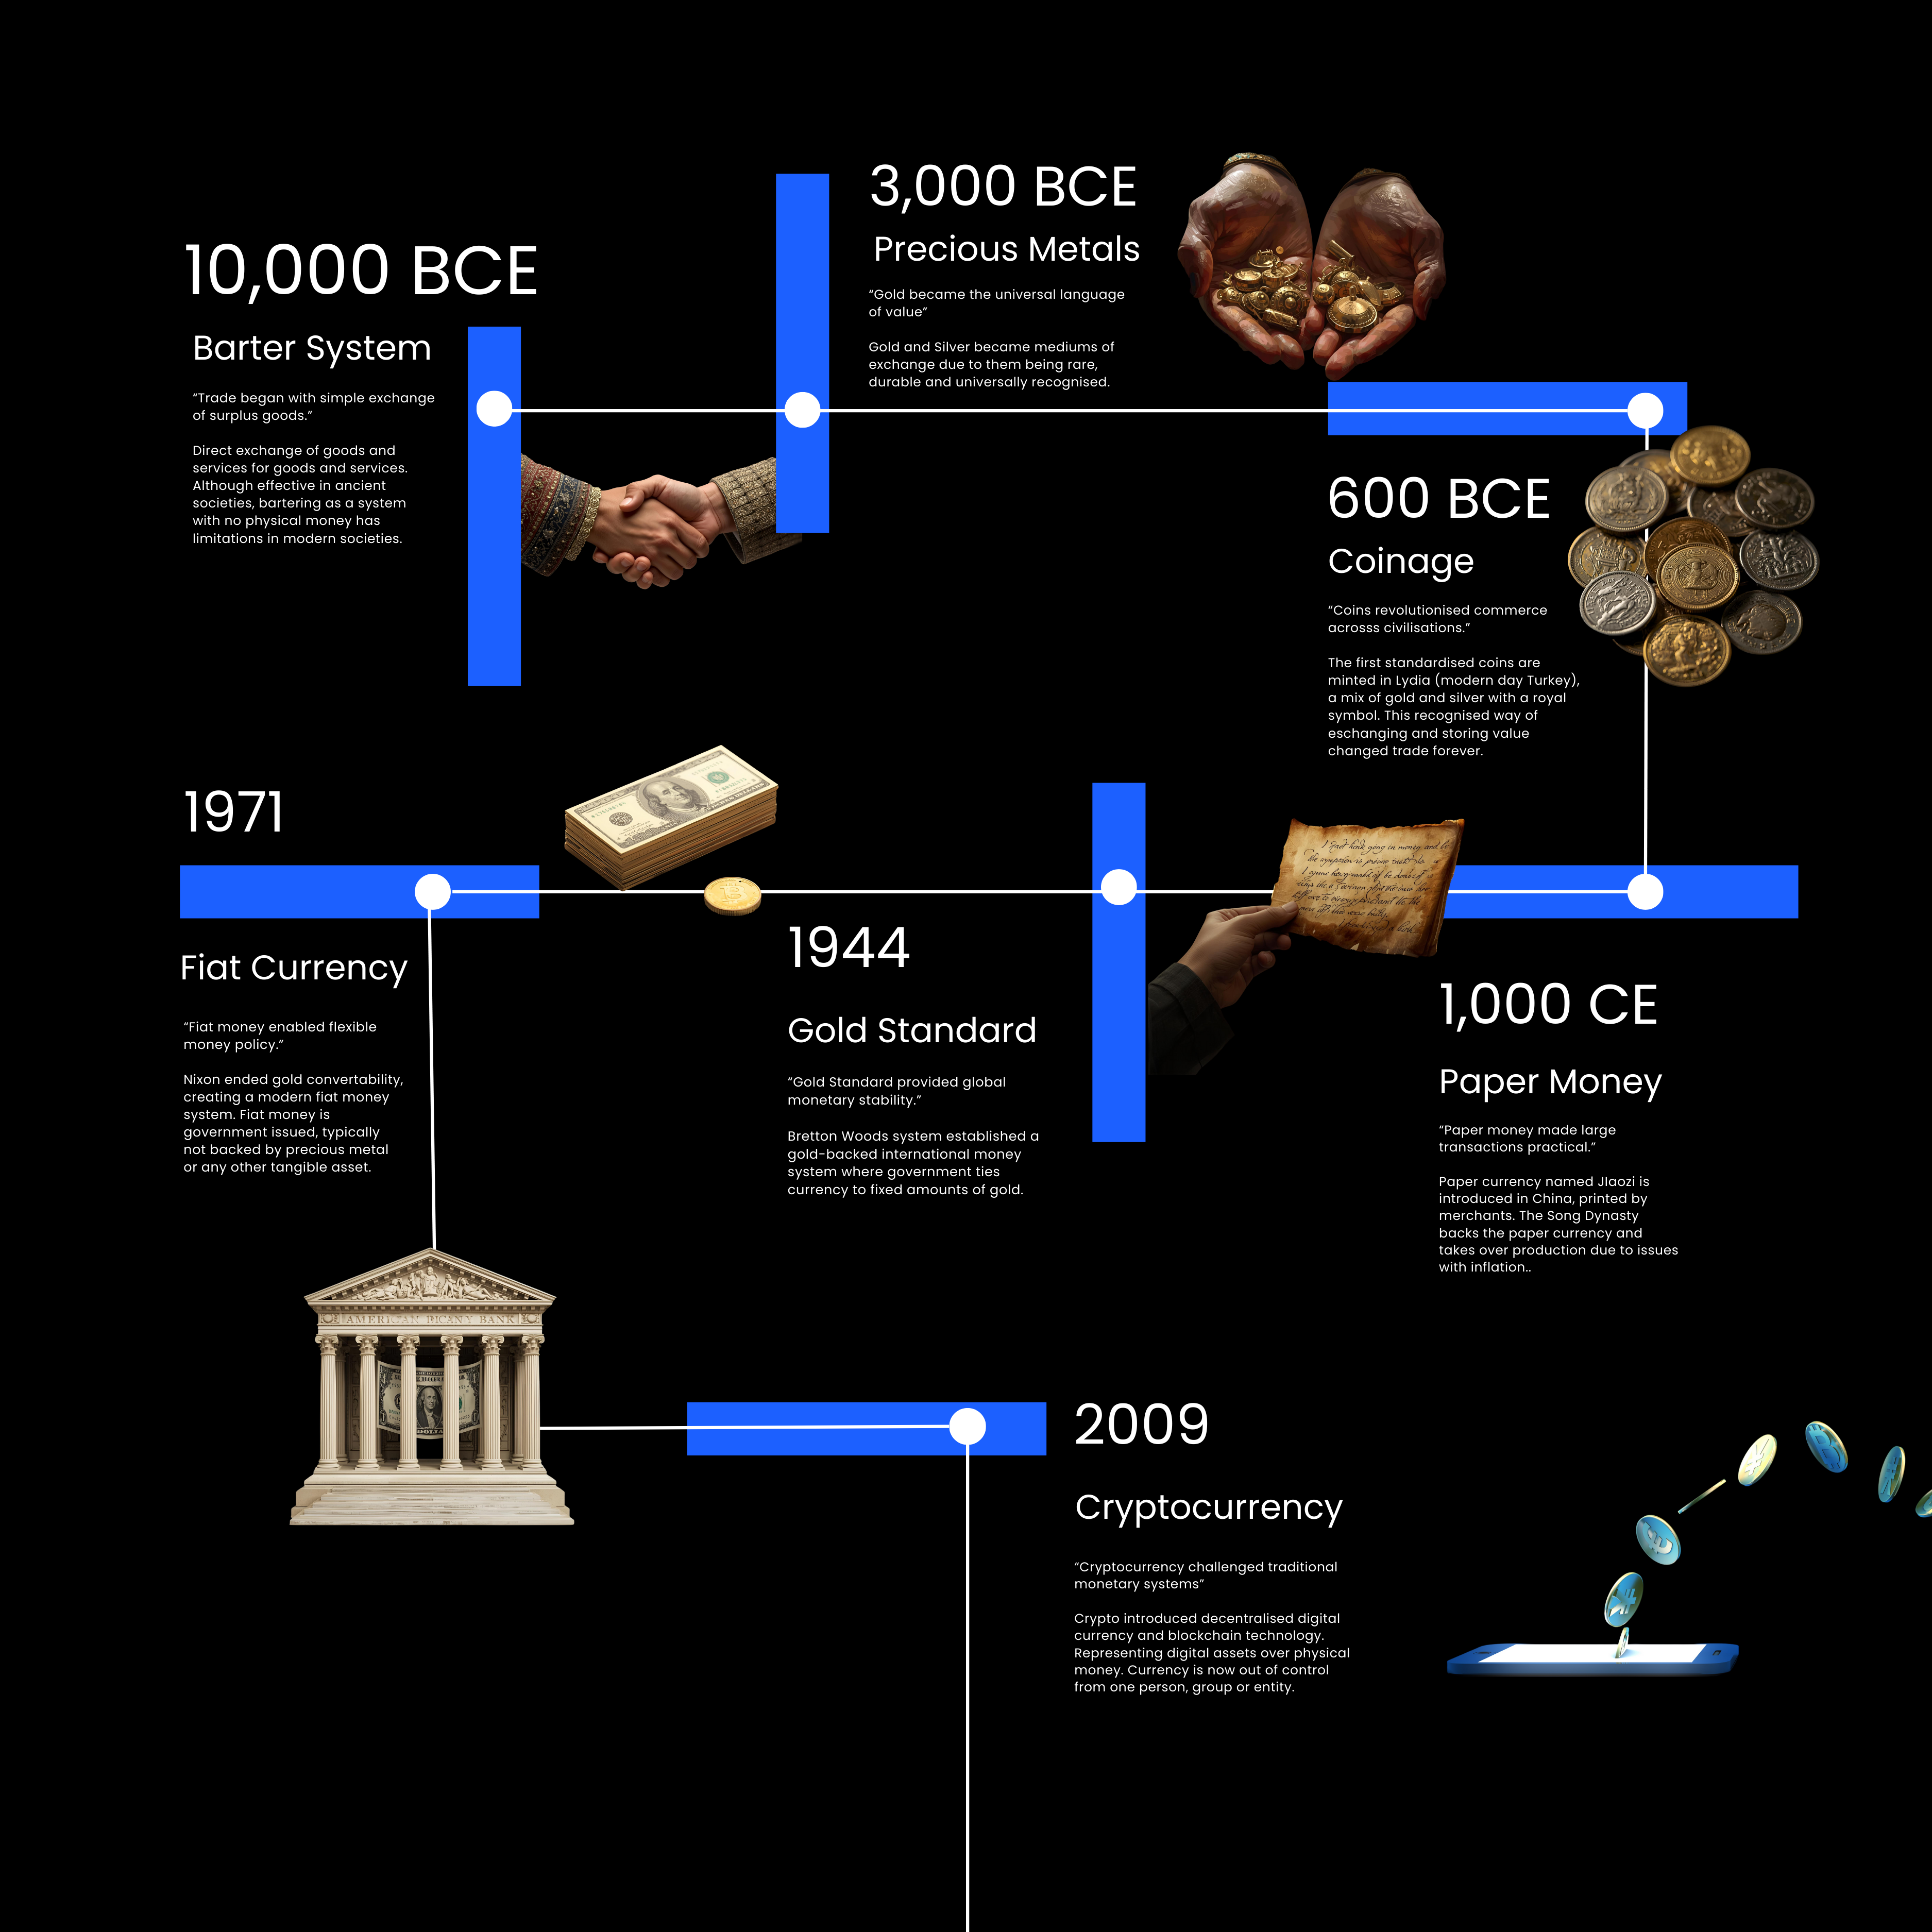 10,000 BCE
Barter System
“Trade began with simple exchange
of surplus goods.”
Direct exchange of goods and
services for goods and services.
Although effective in ancient
societies, bartering as a system
with no physical money has
limitations in modern societies.
3,000 BCE
Precious Metals
“Gold became the universal language
of value”
Gold and Silver became mediums of
exchange due to them being rare,
durable and universally recognised.
600 BCE
Coinage
“Coins revolutionised commerce
acrosss civilisations.”
The first standardised coins are
minted in Lydia (modern day Turkey),
a mix of gold and silver with a royal
symbol. This recognised way of
eschanging and storing value
changed trade forever.
1,000 CE
Paper Money
“Paper money made large
transactions practical.”
Paper currency named JIaozi is
introduced in China, printed by
merchants. The Song Dynasty
backs the paper currency and
takes over production due to issues
with inflation..
1944
Gold Standard
“Gold Standard provided global
monetary stability.”
Bretton Woods system established a
gold-backed international money
system where government ties
currency to fixed amounts of gold.
1971
Fiat Currency
“Fiat money enabled flexible
money policy.”
Nixon ended gold convertability,
creating a modern fiat money
system. Fiat money is
government issued, typically
not backed by precious metal
or any other tangible asset.
AMERICAN BANK
2009
Cryptocurrency
“Cryptocurrency challenged traditional
monetary systems”
Crypto introduced decentralised digital
currency and blockchain technology.
Representing digital assets over physical
money. Currency is now out of control
from one person, group or entity.